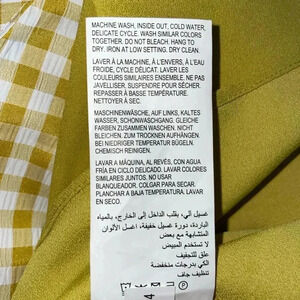 MACHINE WASH, INSIDE OUT, COLD WATER,
DELICATE CYCLE. WASH SIMILAR COLORS
TOGETHER. DO NOT BLEACH. HANG TO
DRY. IRON AT LOW SETTING. DRY CLEAN.
LAVER À LA MACHINE, À L'ENVERS, À L'EAU
FROIDE, CYCLE DÉLICAT. LAVER LES
COULEURS SIMILAIRES ENSEMBLE. NE PAS
JAVELLISER. SUSPENDRE POUR SÉCHER.
REPASSER À BASSE TEMPÉRATURE.
NETTOYER À SEC.
MASCHINENWÄSCHE, AUF LINKS, KALTES
WASSER, SCHONWASCHGANG. GLEICHE
FARBEN ZUSAMMEN WASCHEN. NICHT
BLEICHEN. ZUM TROCKNEN AUFHÄNGEN.
BEI NIEDRIGER TEMPERATUR BÜGELN.
CHEMISCH REINIGEN.
LAVAR A MÁQUINA, AL REVÉS, CON AGUA
FRÍA EN CICLO DELICADO. LAVAR COLORES
SIMILARES JUNTOS. NO USAR
BLANQUEADOR. COLGAR PARA SECAR.
PLANCHAR A BAJA TEMPERATURA. LAVAR
EN SECO.
غسيل آلي، بقلب الداخل إلى الخارج، بالمياه
الباردة، دورة غسيل خفيفة، اغسل الألوان
المتشابهة مع بعض
لا تستخدم المبيض
علق للتجفيف
الكي بدرجات منخفضة
تنظيف جاف